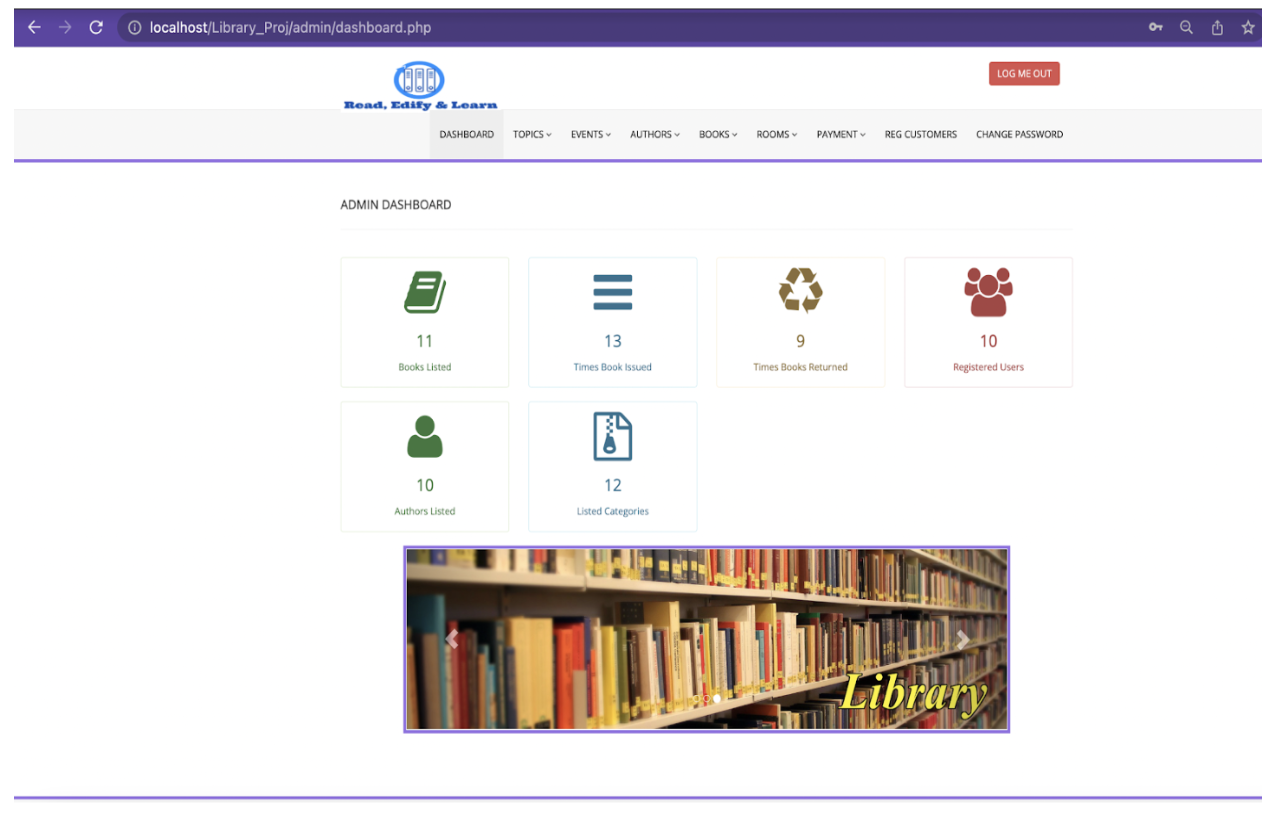 localhost/Library_Proj/admin/dashboard.php
LOG ME OUT
Read, Edify & Learn
DASHBOARD TOPICS EVENTS AUTHORS BOOKS ROOMS PAYMENT REG CUSTOMERS CHANGE PASSWORD
ADMIN DASHBOARD
11 13 9 10
Books Listed Times Book Issued Times Books Returned Registered Users
10 12
Authors Listed Listed Categories
Library